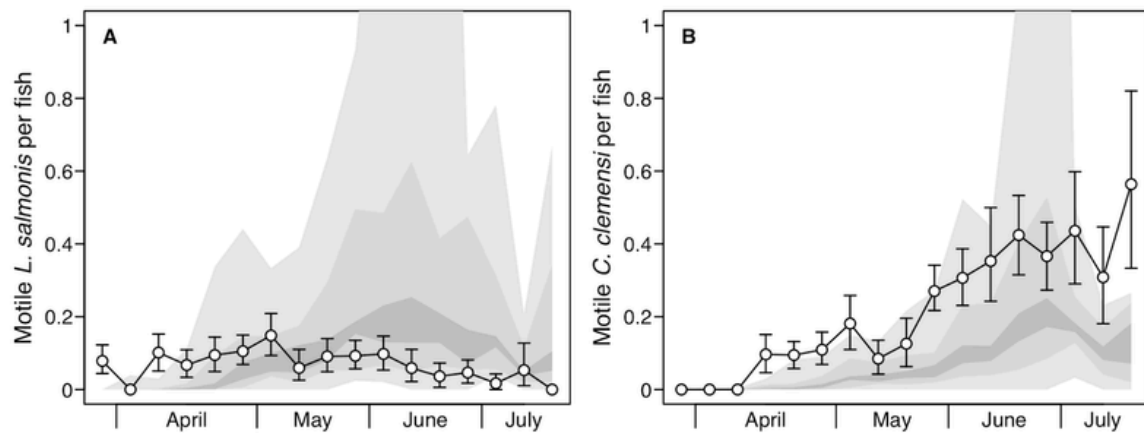 A
Motile L. salmonis per fish
1
0.8
0.6
0.4
0.2
0
April
May
June
July
B
Motile C. clemensi per fish
1
0.8
0.6
0.4
0.2
0
April
May
June
July